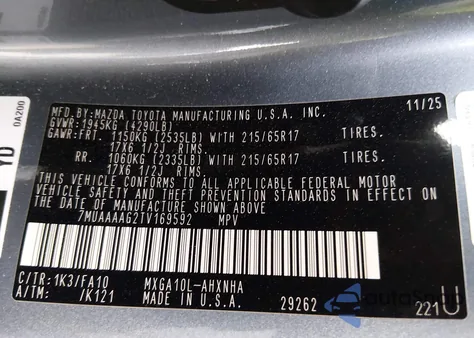 MFD.BY:MAZDA TOYOTA MANUFACTURING U.S.A. INC. 11/25
GVWR:1945KG (4290LB)
GAWR:FRT. 1150KG (2535LB) WITH 215/65R17 TIRES.
17X6 1/2J RIMS.
RR. 1060KG (2335LB) WITH 215/65R17 TIRES.
17X6 1/2J RIMS.
THIS VEHICLE CONFORMS TO ALL APPLICABLE FEDERAL MOTOR
VEHICLE SAFETY AND THEFT PREVENTION STANDARDS IN EFFECT ON
THE DATE OF MANUFACTURE SHOWN ABOVE.
7MUAAAAG2TV169592 MPV
C/TR:1K3/FA10 MXGA10L-AHXNHA
A/TM: /K121 MADE IN U.S.A. 29262 221U
0A200
YD